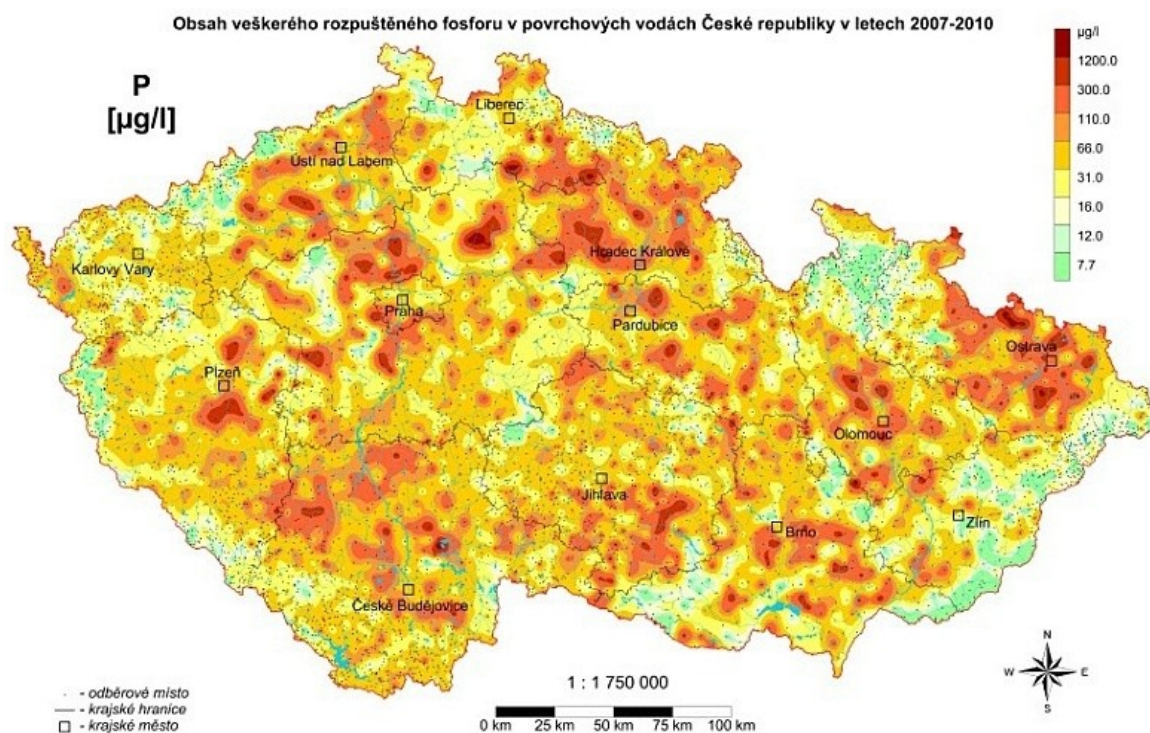 Obsah veškerého rozpuštěného fosforu v povrchových vodách České republiky v letech 2007-2010
P
[µg/l]
µg/l
1200.0
300.0
110.0
66.0
31.0
16.0
12.0
7.7
Liberec
Ústí nad Labem
Karlovy Vary
Hradec Králové
Praha
Pardubice
Ostrava
Plzeň
Olomouc
Jihlava
Zlín
Brňo
České Budějovice
N
W E
S
1 : 1 750 000
0 km 25 km 50 km 75 km 100 km
- odběrové místo
- krajské hranice
- krajské město